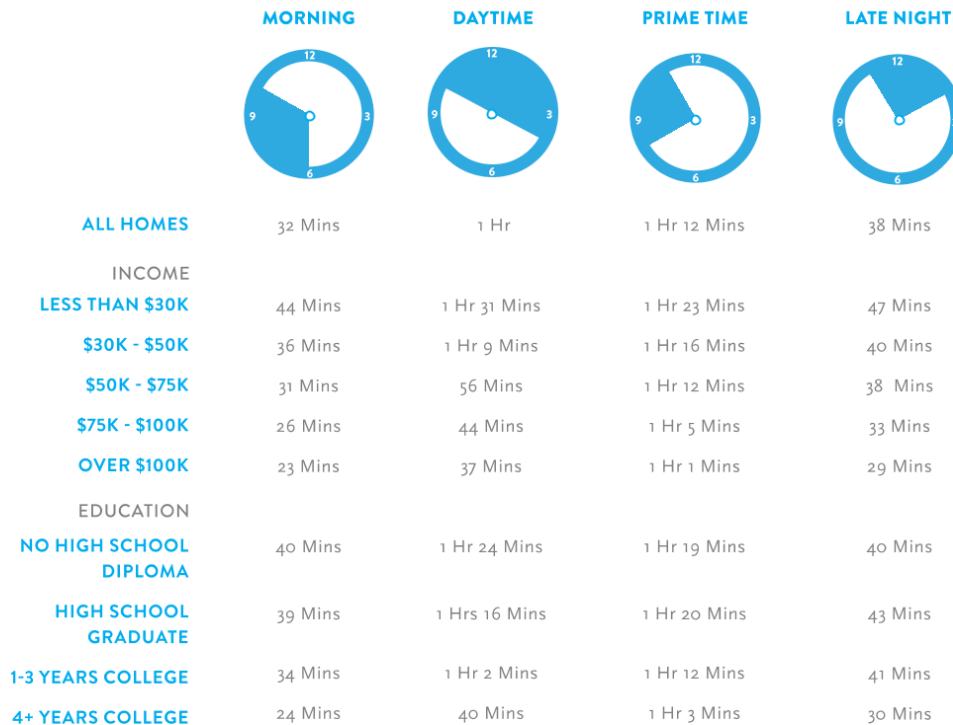 MORNING DAYTIME PRIME TIME LATE NIGHT
12 12 12 12
9 3 9 3 9 3 9
6 6 6 6
ALL HOMES 32 Mins 1 Hr 1 Hr 12 Mins 38 Mins
INCOME
LESS THAN $30K 44 Mins 1 Hr 31 Mins 1 Hr 23 Mins 47 Mins
$30K - $50K 36 Mins 1 Hr 9 Mins 1 Hr 16 Mins 40 Mins
$50K - $75K 31 Mins 56 Mins 1 Hr 12 Mins 38 Mins
$75K - $100K 26 Mins 44 Mins 1 Hr 5 Mins 33 Mins
OVER $100K 23 Mins 37 Mins 1 Hr 1 Mins 29 Mins
EDUCATION
NO HIGH SCHOOL 40 Mins 1 Hr 24 Mins 1 Hr 19 Mins 40 Mins
DIPLOMA
HIGH SCHOOL 39 Mins 1 Hrs 16 Mins 1 Hr 20 Mins 43 Mins
GRADUATE
1-3 YEARS COLLEGE 34 Mins 1 Hr 2 Mins 1 Hr 12 Mins 41 Mins
4+ YEARS COLLEGE 24 Mins 40 Mins 1 Hr 3 Mins 30 Mins